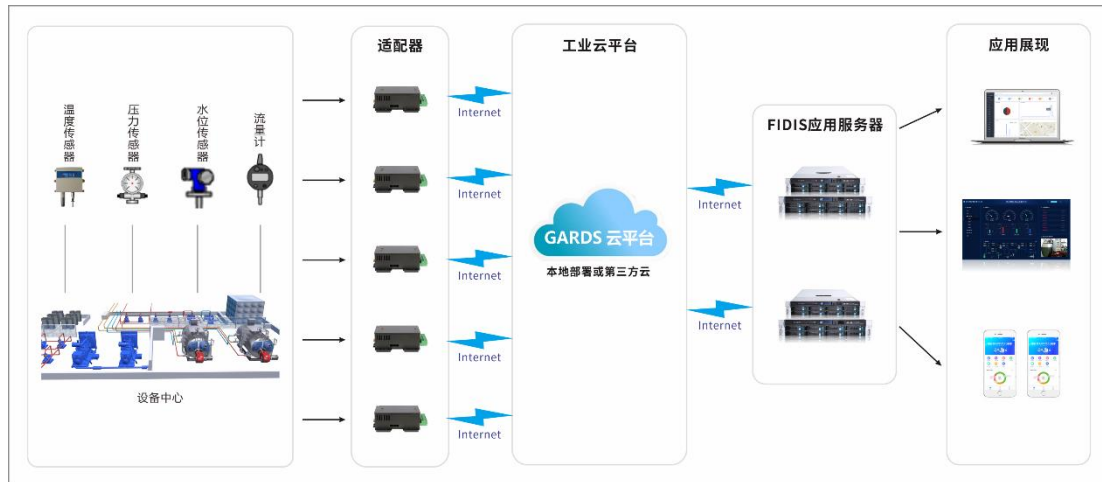 适配器
工业云平台
应用展现
温度传感器
压力传感器
水位传感器
流量计
FIDIS应用服务器
Internet
Internet
Internet
Internet
Internet
Internet
Internet
GARDS 云平台
本地部署或第三方云
设备中心